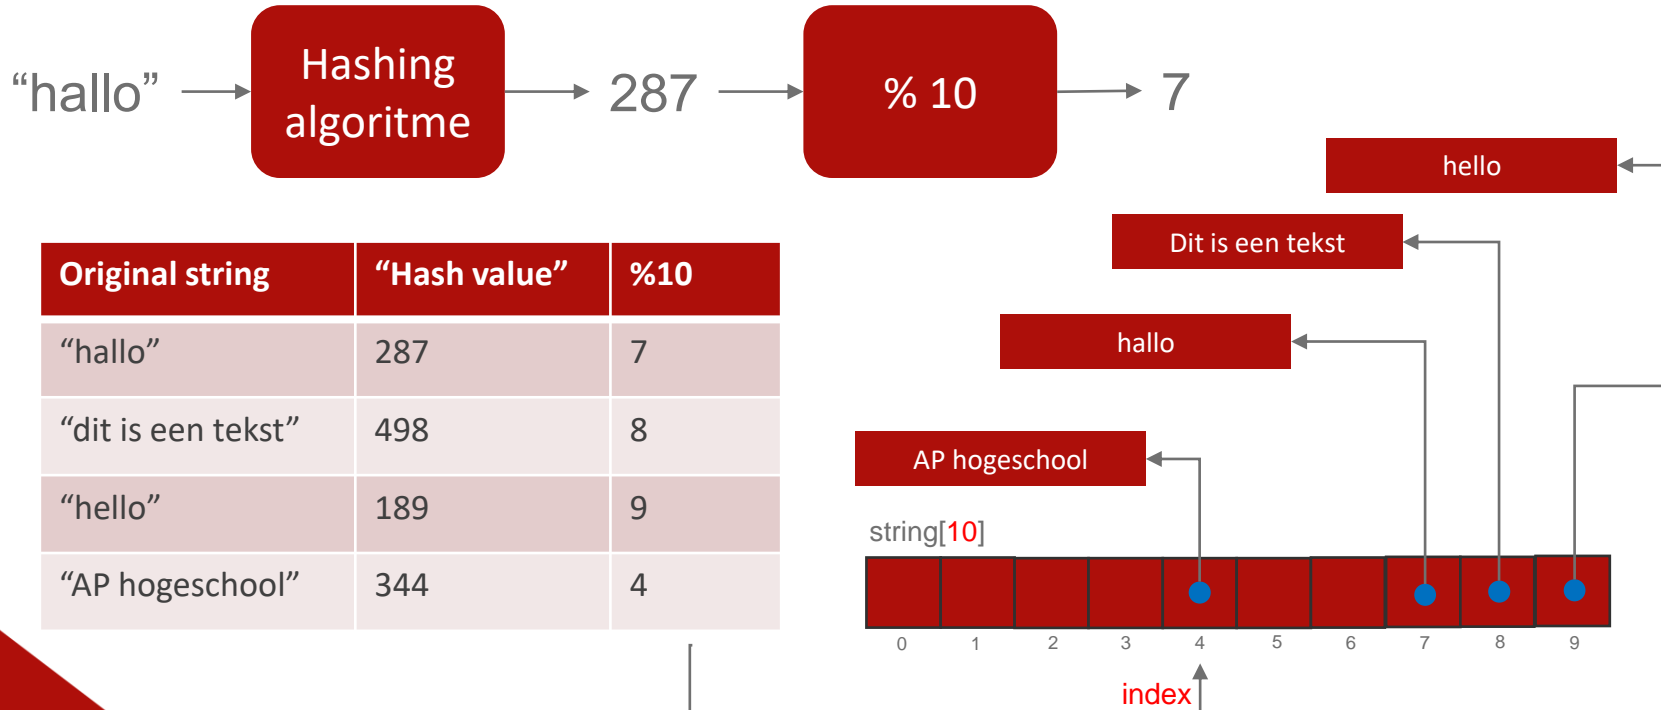 “hallo”
Hashing
algoritme
287
% 10
7
hello
Dit is een tekst
hallo
AP hogeschool
Original string “Hash value” %10
“hallo” 287 7
“dit is een tekst” 498 8
“hello” 189 9
“AP hogeschool” 344 4
string[10]
0 1 2 3 4 5 6 7 8 9
index